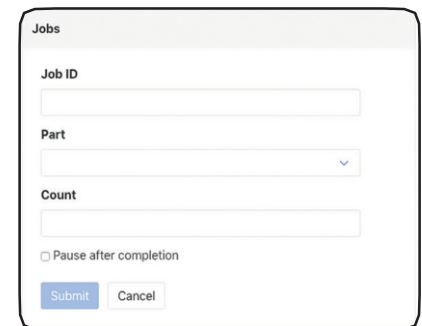 Jobs
Job ID
Part
Count
Pause after completion
Submit Cancel